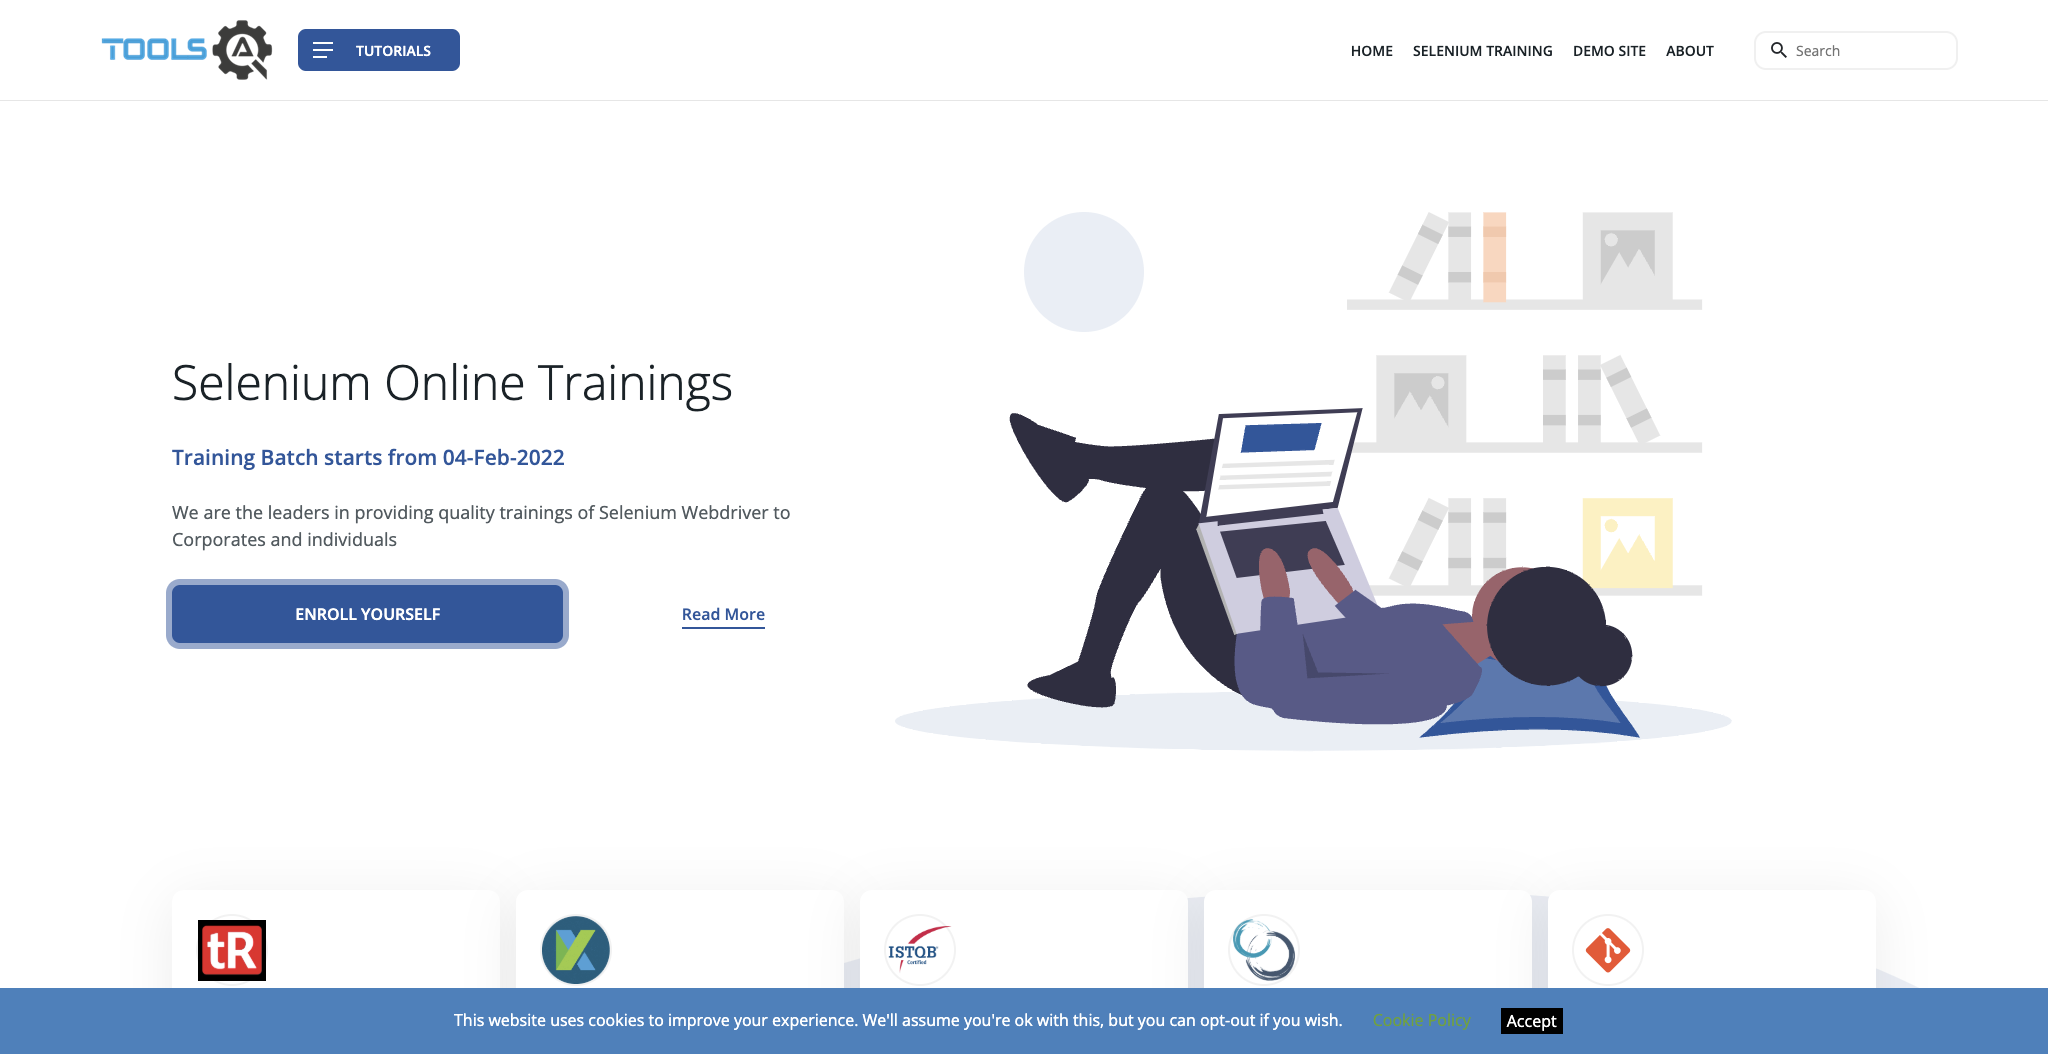 TOOLS QA
TUTORIALS
HOME
SELENIUM TRAINING
DEMO SITE
ABOUT
Search
Selenium Online Trainings
Training Batch starts from 04-Feb-2022
We are the leaders in providing quality trainings of Selenium Webdriver to
Corporates and individuals
ENROLL YOURSELF
Read More
tR
ISTQB
Certified
This website uses cookies to improve your experience. We'll assume you're ok with this, but you can opt-out if you wish.
Cookie Policy
Accept